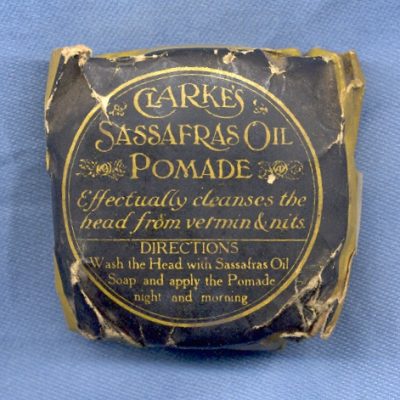 CLARKE'S
SASSAFRAS OIL
POMADE
Effectually cleanses the
head from vermin & nits.
DIRECTIONS
Wash the Head with Sassafras Oil
Soap and apply the Pomade
night and morning